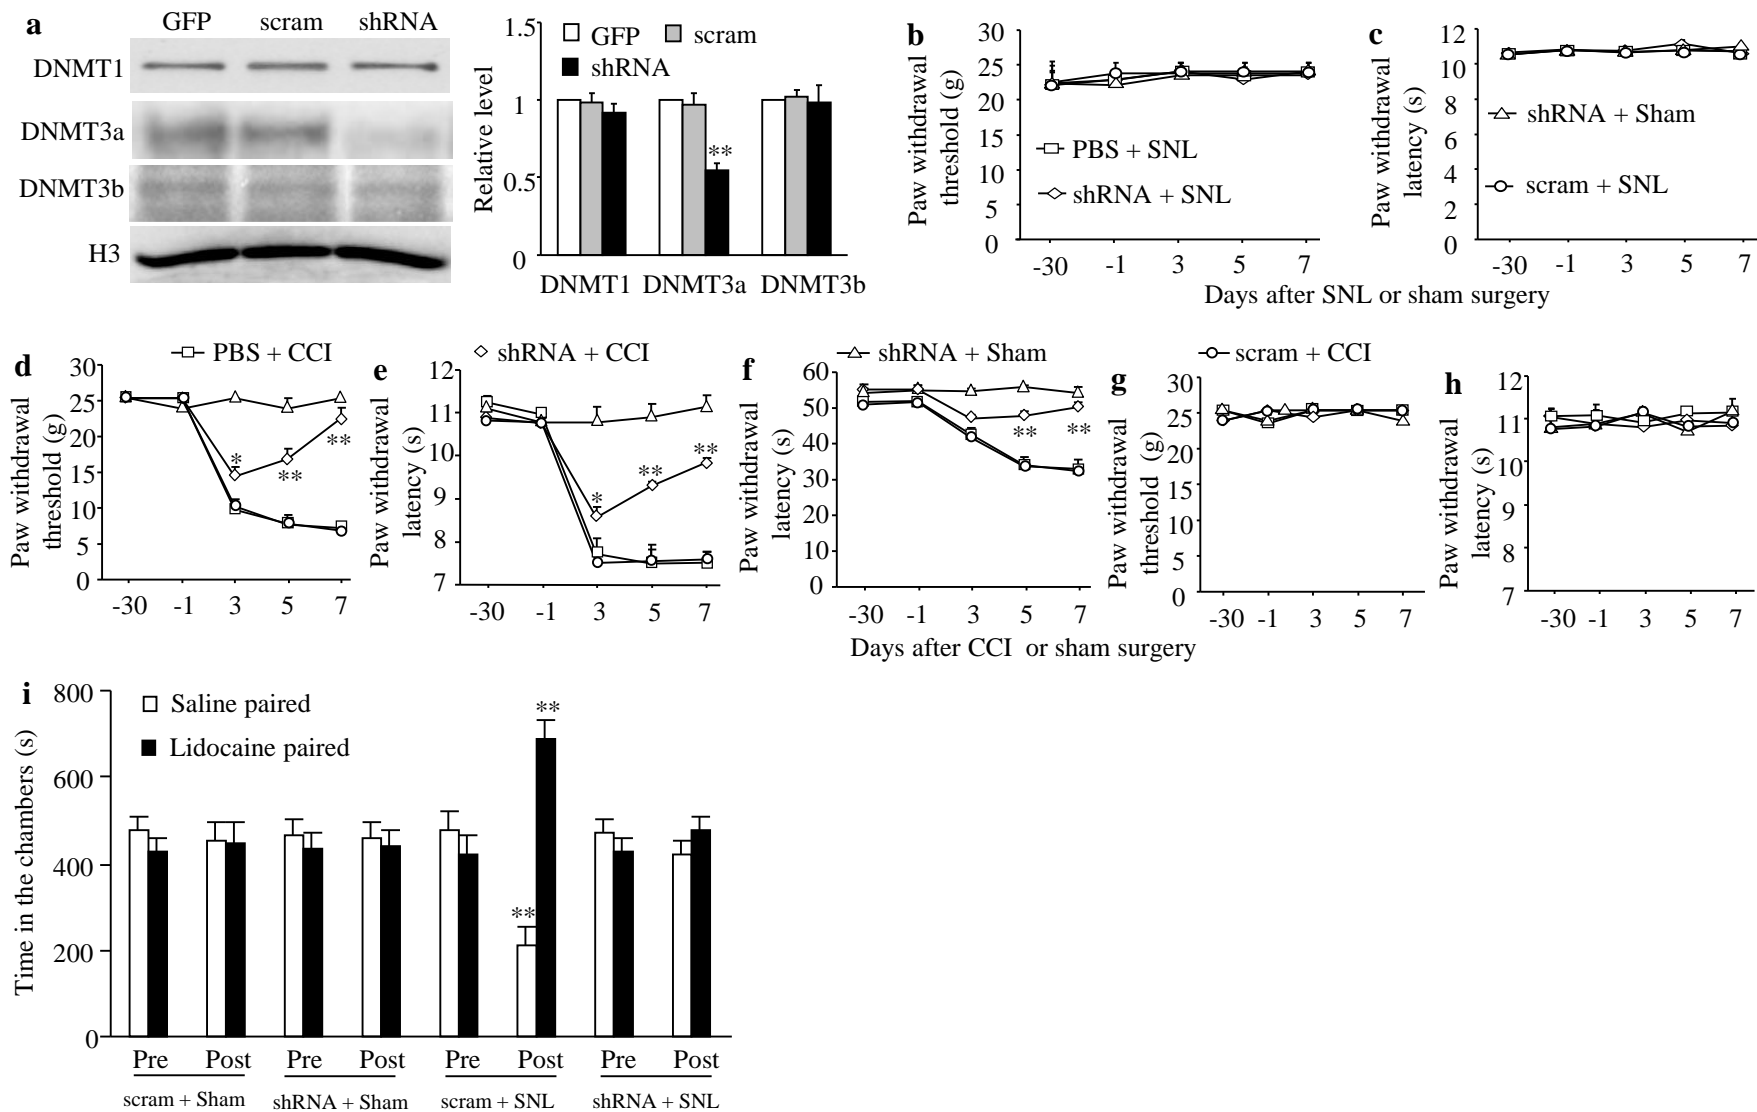 a
GFP scram shRNA
DNMT1
DNMT3a
DNMT3b
H3
Relative level
1.5
1
0.5
0
GFP scram
shRNA
**
DNMT1 DNMT3a DNMT3b
b
Paw withdrawal
threshold (g)
30
25
20
15
10
5
0
PBS + SNL
shRNA + SNL
-30 -1 3 5 7
c
Paw withdrawal
latency (s)
12
10
8
6
4
2
0
shRNA + Sham
scram + SNL
-30 -1 3 5 7
Days after SNL or sham surgery
PBS + CCI shRNA + CCI shRNA + Sham scram + CCI
d
Paw withdrawal
threshold (g)
30
25
20
15
10
5
0
*
**
**
-30 -1 3 5 7
e
Paw withdrawal
latency (s)
12
11
10
9
8
7
*
**
**
-30 -1 3 5 7
f
Paw withdrawal
latency (s)
60
50
40
30
20
10
0
** **
-30 -1 3 5 7
g
Paw withdrawal
threshold (g)
30
25
20
15
10
5
0
-30 -1 3 5 7
h
Paw withdrawal
latency (s)
12
11
10
9
8
7
-30 -1 3 5 7
Days after CCI or sham surgery
i
Time in the chambers (s)
800
600
400
200
0
Saline paired
Lidocaine paired
**
**
Pre Post Pre Post Pre Post Pre Post
scram + Sham shRNA + Sham scram + SNL shRNA + SNL